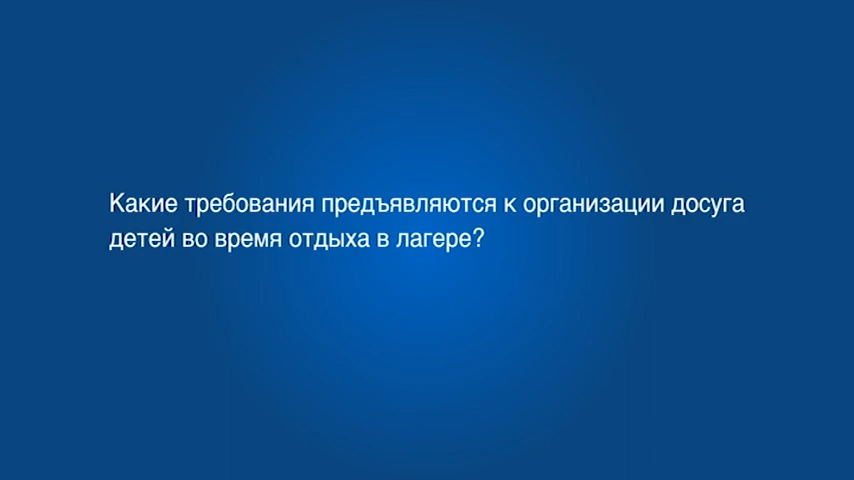 Какие требования предъявляются к организации досуга
детей во время отдыха в лагере?